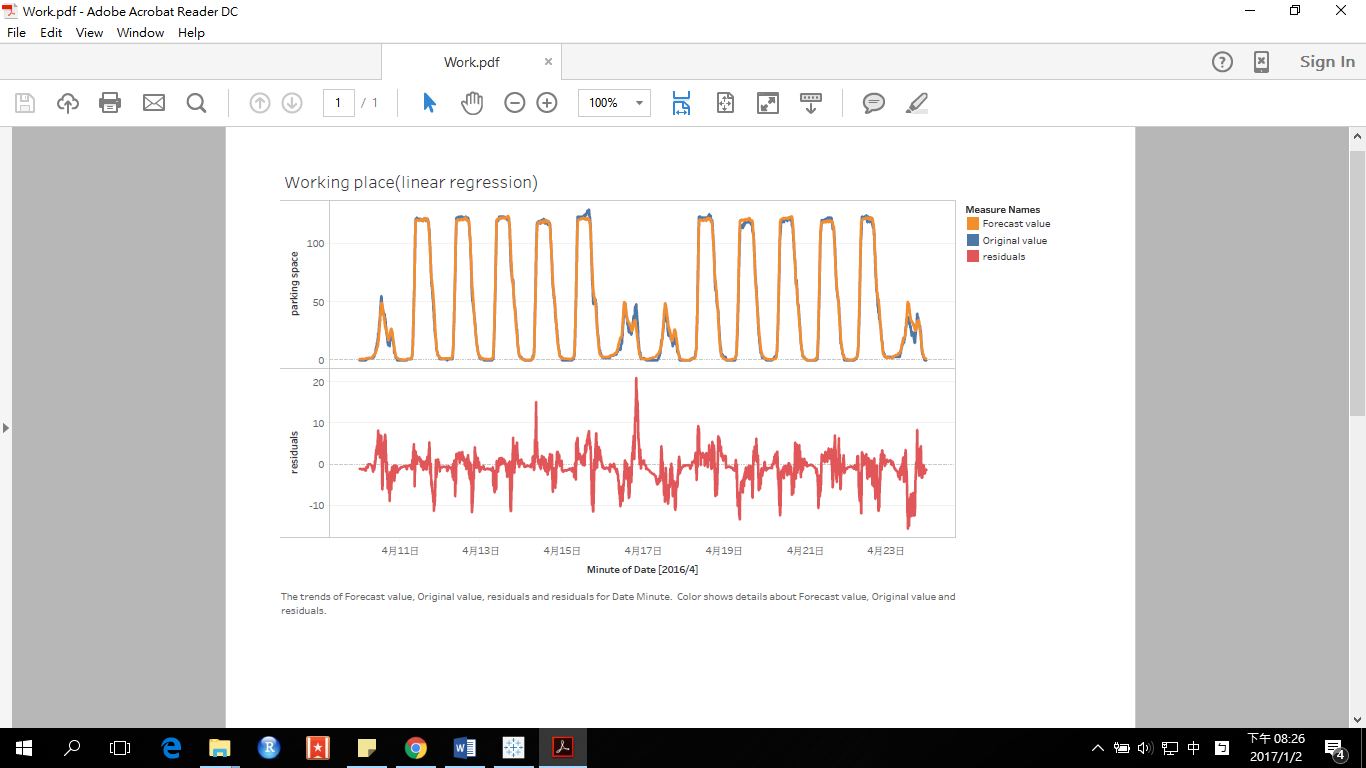 Work.pdf - Adobe Acrobat Reader DC
File Edit View Window Help
Work.pdf
Sign In
1 / 1
100%
Working place(linear regression)
Measure Names
Forecast value
Original value
residuals
parking space
100
50
0
residuals
20
10
0
-10
4月11日 4月13日 4月15日 4月17日 4月19日 4月21日 4月23日
Minute of Date [2016/4]
The trends of Forecast value, Original value, residuals and residuals for Date Minute. Color shows details about Forecast value, Original value and
residuals.
中
下午 08:26
2017/1/2
4